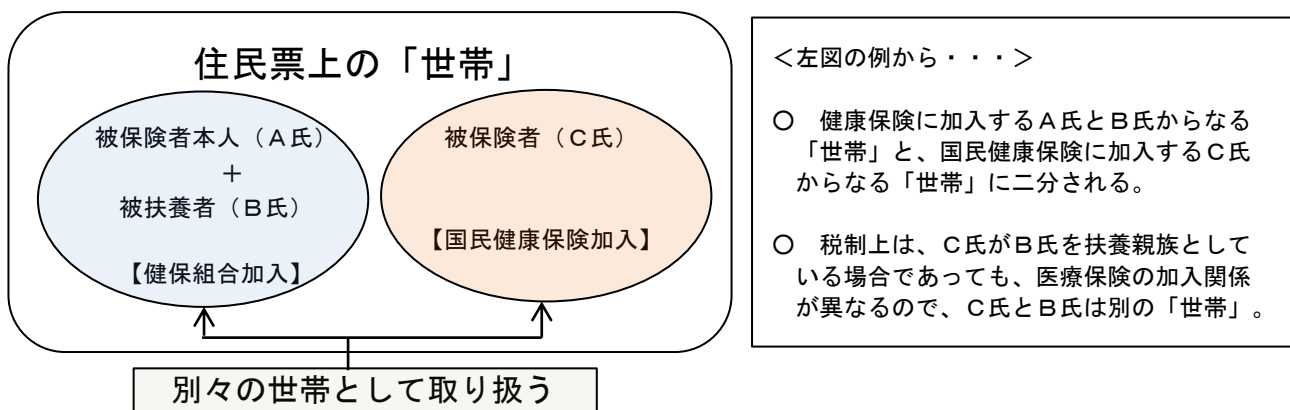 住民票上の「世帯」
被保険者本人（Ａ氏）
＋
被扶養者（Ｂ氏）
【健保組合加入】
被保険者（Ｃ氏）
【国民健康保険加入】
別々の世帯として取り扱う
＜左図の例から・・・＞
○　健康保険に加入するＡ氏とＢ氏からなる
「世帯」と、国民健康保険に加入するＣ氏
からなる「世帯」に二分される。
○　税制上は、Ｃ氏がＢ氏を扶養親族として
いる場合であっても、医療保険の加入関係
が異なるので、Ｃ氏とＢ氏は別の「世帯」。